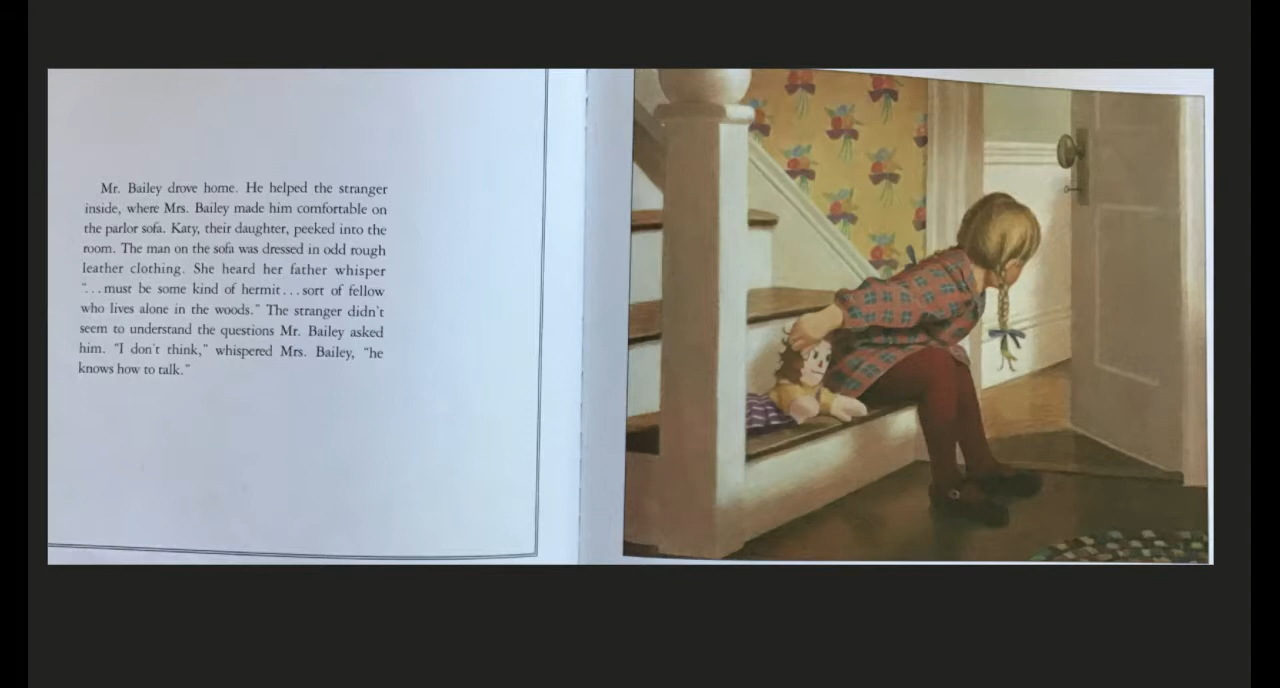 Mr. Bailey drove home. He helped the stranger
inside, where Mrs. Bailey made him comfortable on
the parlor sofa. Katy, their daughter, peeked into the
room. The man on the sofa was dressed in odd rough
leather clothing. She heard her father whisper
"...must be some kind of hermit...sort of fellow
who lives alone in the woods." The stranger didn't
seem to understand the questions Mr. Bailey asked
him. "I don't think," whispered Mrs. Bailey, "he
knows how to talk."